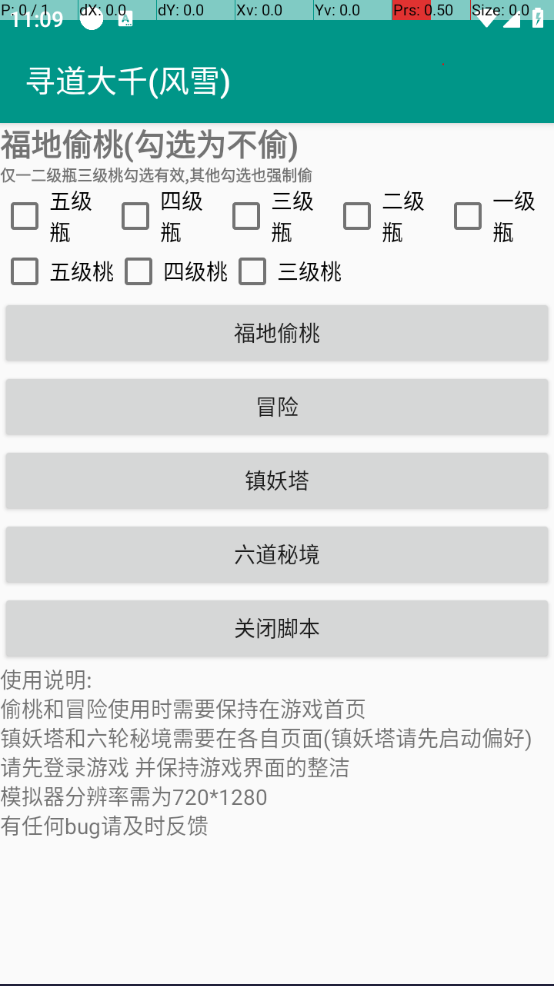 P: 0 / 1 dX: 0.0 dY: 0.0 Xv: 0.0 Yv: 0.0 Prs: 0.50 Size: 0.0
11:09
寻道大千(风雪)
福地偷桃(勾选为不偷)
仅一二级瓶三级桃勾选有效,其他勾选也强制偷
五级瓶 四级瓶 三级瓶 二级瓶 一级瓶
五级桃 四级桃 三级桃
福地偷桃
冒险
镇妖塔
六道秘境
关闭脚本
使用说明:
偷桃和冒险使用时需要保持在游戏首页
镇妖塔和六轮秘境需要在各自页面(镇妖塔请先启动偏好)
请先登录游戏 并保持游戏界面的整洁
模拟器分辨率需为720*1280
有任何bug请及时反馈